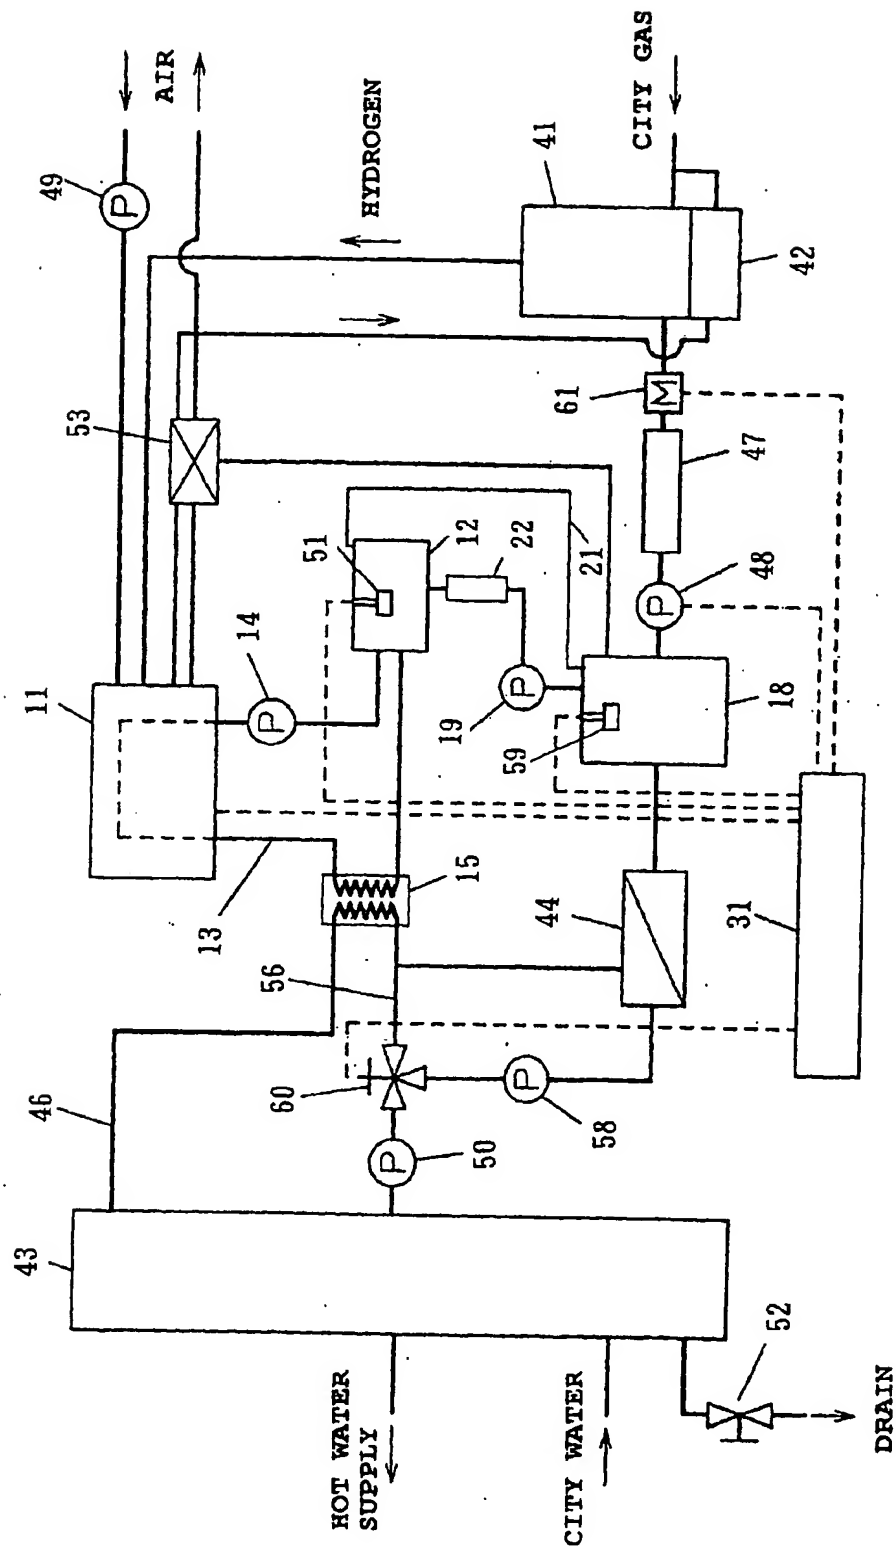 43
46
11
49
53
P
AIR
13
14
P
HOT WATER
SUPPLY
60
56
51
HYDROGEN
P
50
15
19
12
P
58
P
59
22
CITY WATER
44
21
61
41
CITY GAS
P
M
31
18
48
47
42
52
DRAIN